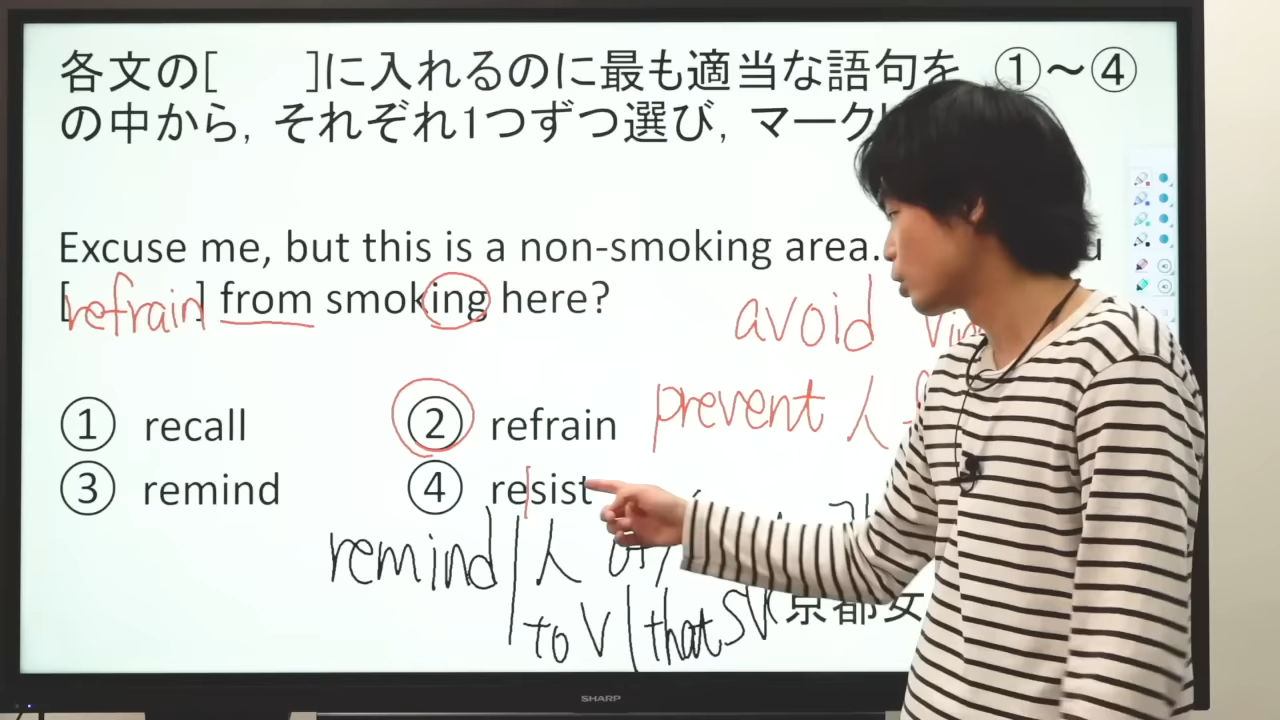 各文の[　　]に入れるのに最も適当な語句を, ①～④
の中から, それぞれ1つずつ選び, マーク
Excuse me, but this is a non-smoking area.
[refrain] from smoking here?
avoid Ving
prevent 人
① recall ② refrain
③ remind ④ resist
remind 人 of
to V that SV
京都女
SHARP